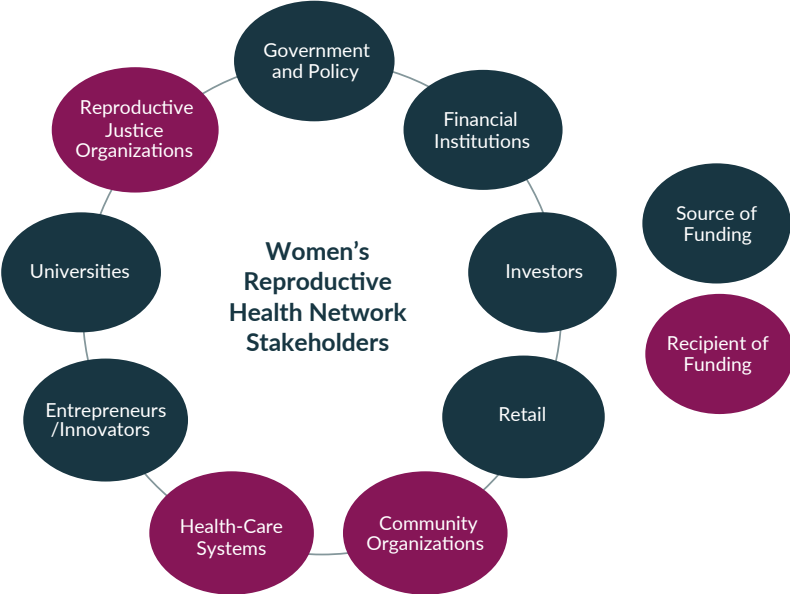 Government
and Policy
Reproductive
Justice
Organizations
Financial
Institutions
Source of
Funding
Universities
Women's
Reproductive
Health Network
Stakeholders
Investors
Recipient of
Funding
Entrepreneurs
/Innovators
Retail
Health-Care
Systems
Community
Organizations